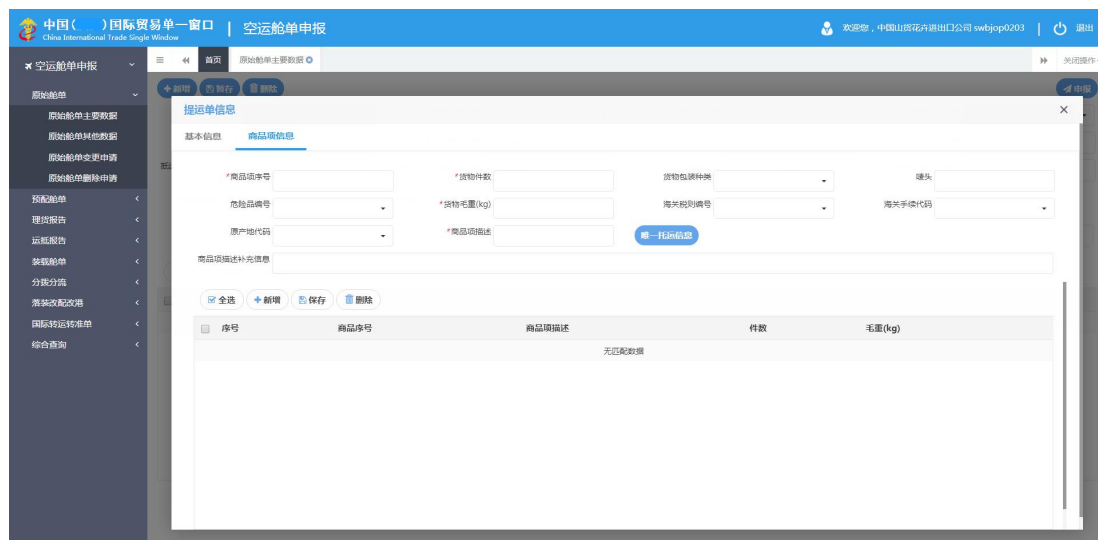 中国( )国际贸易单一窗口 | 空运舱单申报
China International Trade Single Window
欢迎您，中国山货花卉进出口公司 swbjop0203 | 退出
空运舱单申报
首页 原始舱单主要数据
关闭操作
原始舱单
新增 暂存 删除
申报
原始舱单主要数据
原始舱单其他数据
原始舱单变更申请
原始舱单删除申请
预配舱单
理货报告
运抵报告
装载舱单
分拨分流
落装改配改港
国际转运转准单
综合查询
提运单信息
基本信息 商品项信息
*商品项序号 *货物件数 货物包装种类 唛头
危险品编号 *货物毛重(kg) 海关税则编号 海关手续代码
原产地代码 *商品项描述 唯一托运信息
商品项描述补充信息
全选 新增 保存 删除
序号 商品序号 商品项描述 件数 毛重(kg)
无匹配数据